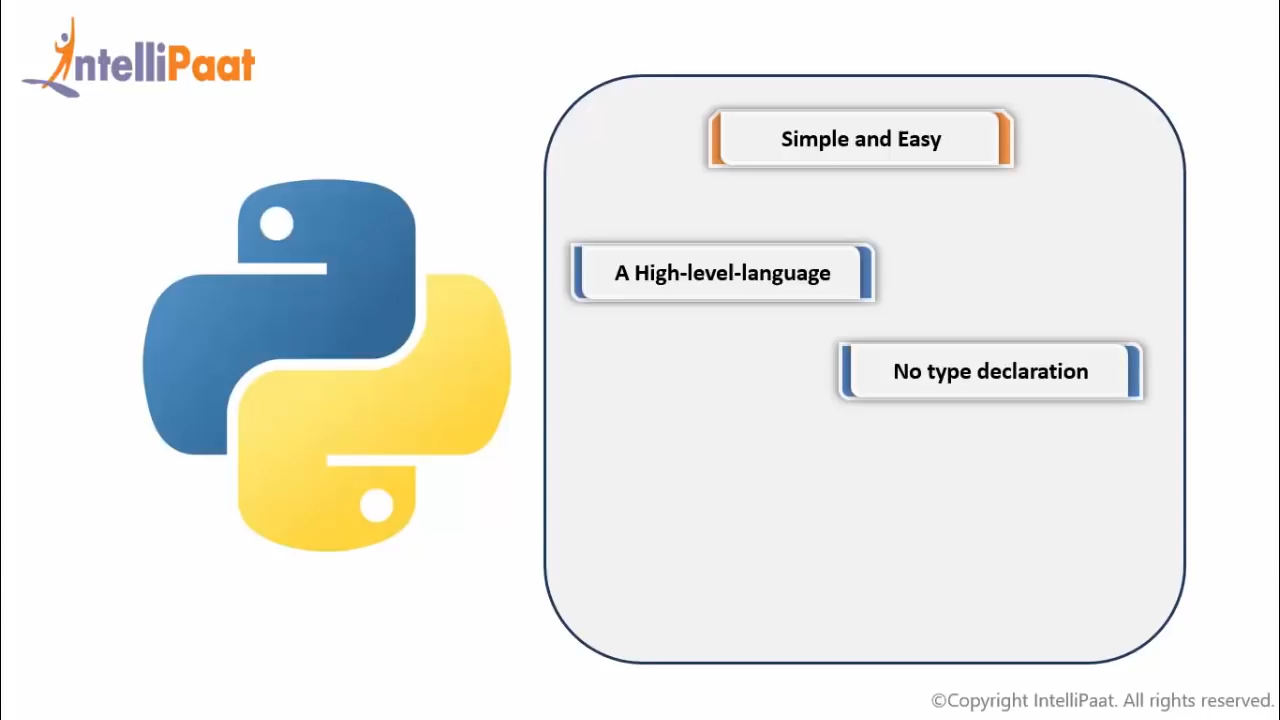 IntelliPaat
Simple and Easy
A High-level-language
No type declaration
©Copyright IntelliPaat. All rights reserved.